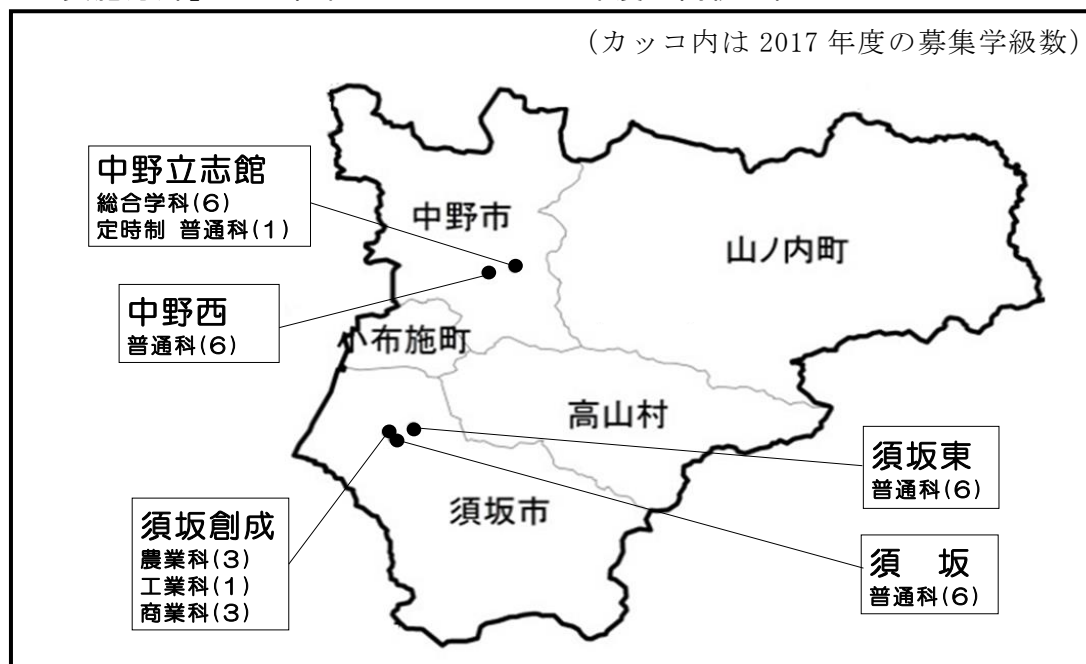 (カッコ内は 2017 年度の募集学級数)
中野立志館
総合学科(6)
定時制 普通科(1)
中野市
山ノ内町
中野西
普通科(6)
小布施町
高山村
須坂東
普通科(6)
須坂市
須坂創成
農業科(3)
工業科(1)
商業科(3)
須 坂
普通科(6)